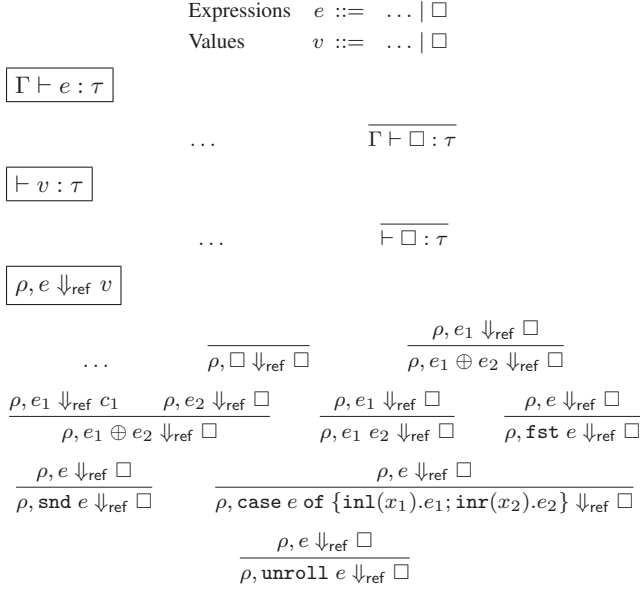 Expressions e ::= … | □
Values v ::= … | □
Γ ⊢ e : τ
… Γ ⊢ □ : τ
⊢ v : τ
… ⊢ □ : τ
ρ, e ⇓ref v
ρ, e1 ⇓ref □
… ρ, □ ⇓ref □ ρ, e1 ⊕ e2 ⇓ref □
ρ, e1 ⇓ref c1 ρ, e2 ⇓ref □ ρ, e1 ⇓ref □ ρ, e ⇓ref □
ρ, e1 ⊕ e2 ⇓ref □ ρ, e1 e2 ⇓ref □ ρ, fst e ⇓ref □
ρ, e ⇓ref □ ρ, e ⇓ref □
ρ, snd e ⇓ref □ ρ, case e of {inl(x1).e1; inr(x2).e2} ⇓ref □
ρ, e ⇓ref □
ρ, unroll e ⇓ref □